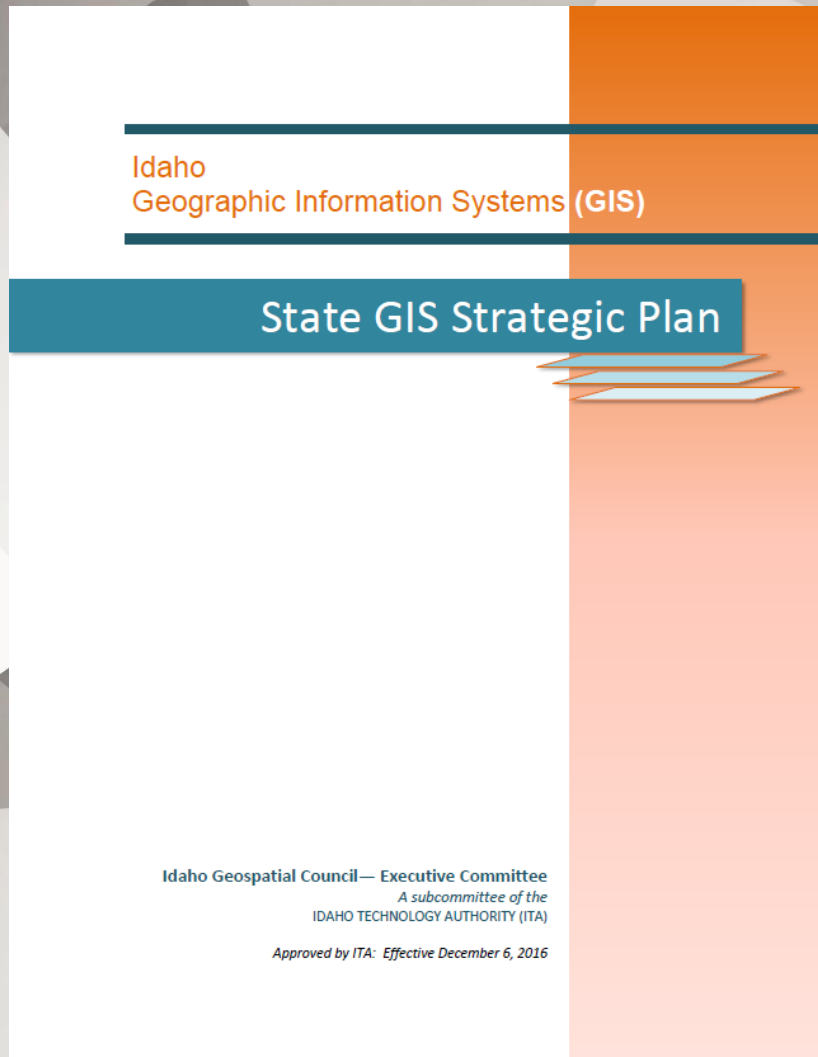 Idaho
Geographic Information Systems (GIS)
State GIS Strategic Plan
Idaho Geospatial Council— Executive Committee
A subcommittee of the
IDAHO TECHNOLOGY AUTHORITY (ITA)
Approved by ITA:  Effective December 6, 2016